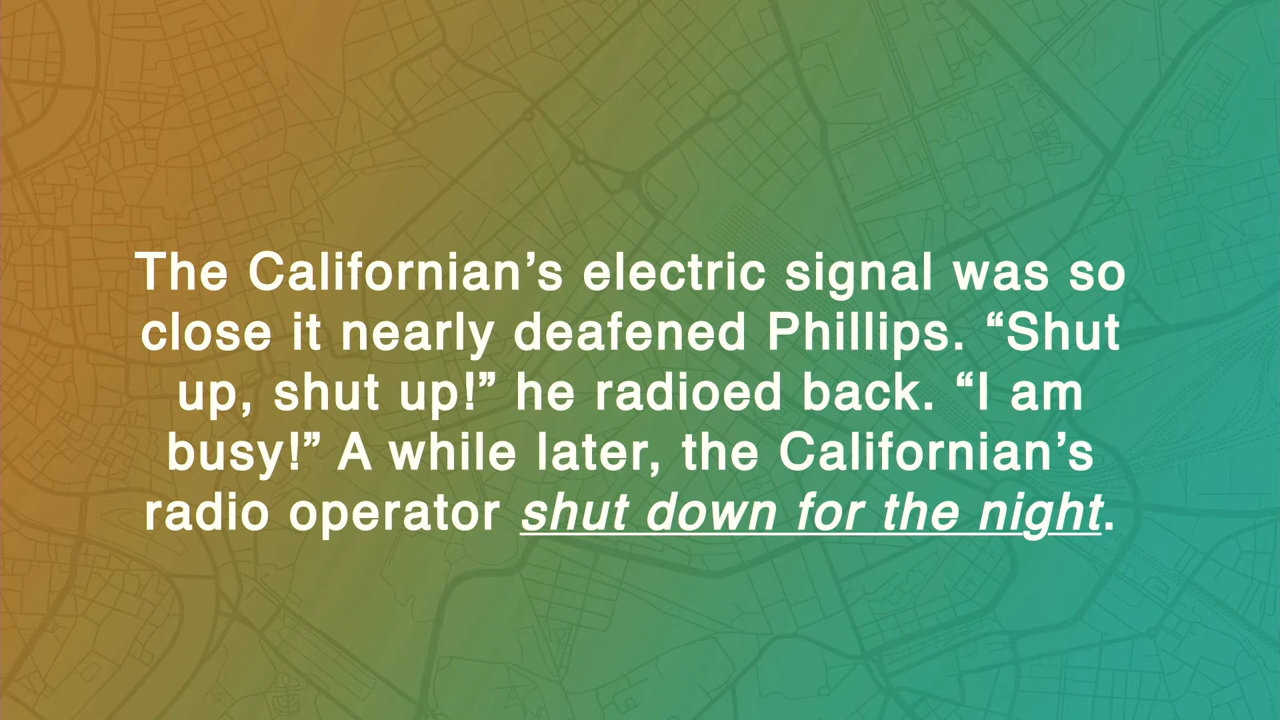 The Californian’s electric signal was so
close it nearly deafened Phillips. “Shut
up, shut up!” he radioed back. “I am
busy!” A while later, the Californian’s
radio operator shut down for the night.